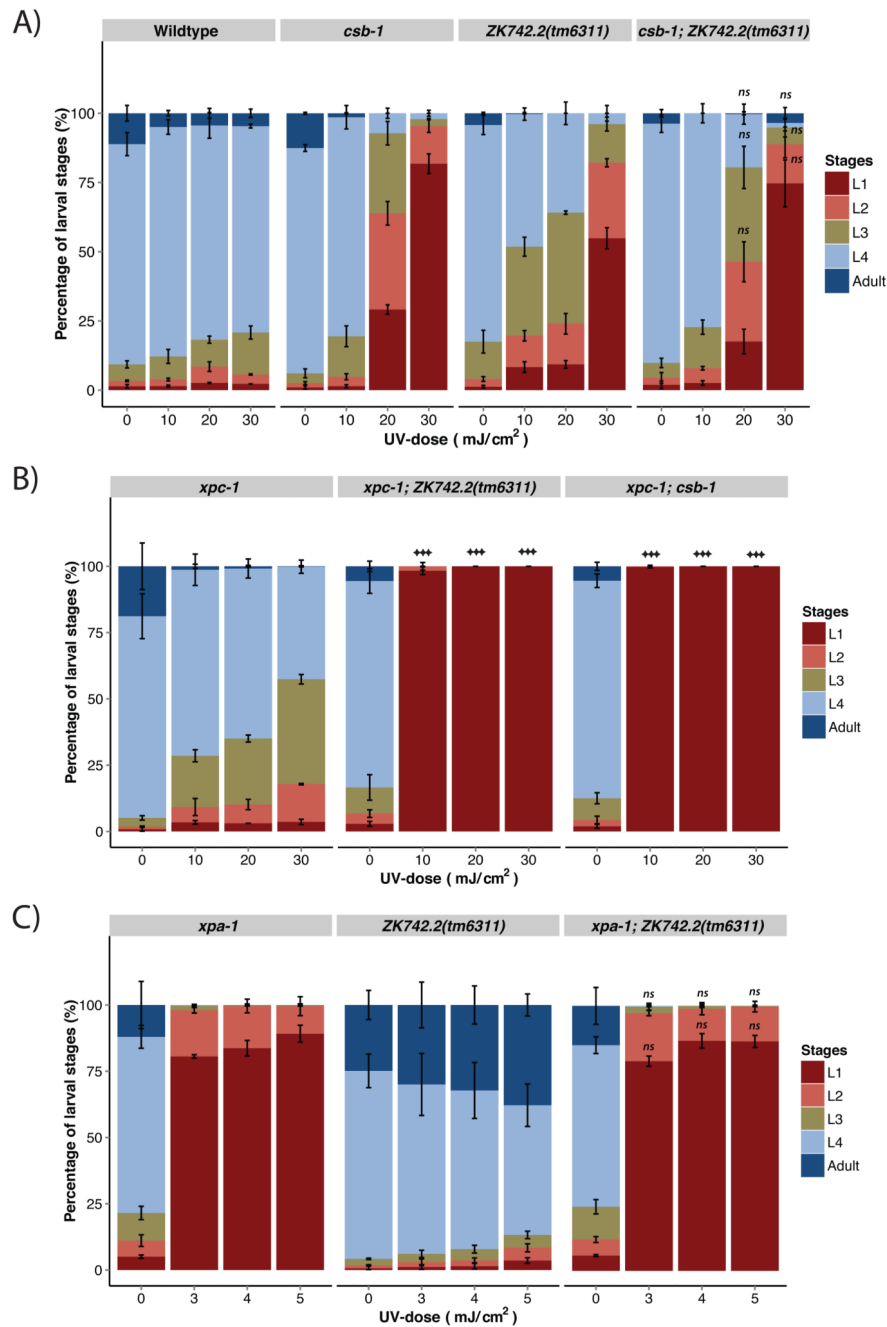 A)
Wildtype csb-1 ZK742.2(tm6311) csb-1; ZK742.2(tm6311)
Percentage of larval stages (%)
100
75
50
25
0
ns ns
ns ns
ns
ns
Stages
L1
L2
L3
L4
Adult
0 10 20 30 0 10 20 30 0 10 20 30 0 10 20 30
UV-dose ( mJ/cm²)
B)
xpc-1 xpc-1; ZK742.2(tm6311) xpc-1; csb-1
Percentage of larval stages (%)
100
75
50
25
0
+++ +++ +++ +++ +++ +++
Stages
L1
L2
L3
L4
Adult
0 10 20 30 0 10 20 30 0 10 20 30
UV-dose ( mJ/cm²)
C)
xpa-1 ZK742.2(tm6311) xpa-1; ZK742.2(tm6311)
Percentage of larval stages (%)
100
75
50
25
0
ns ns ns
ns ns ns
Stages
L1
L2
L3
L4
Adult
0 3 4 5 0 3 4 5 0 3 4 5
UV-dose ( mJ/cm²)